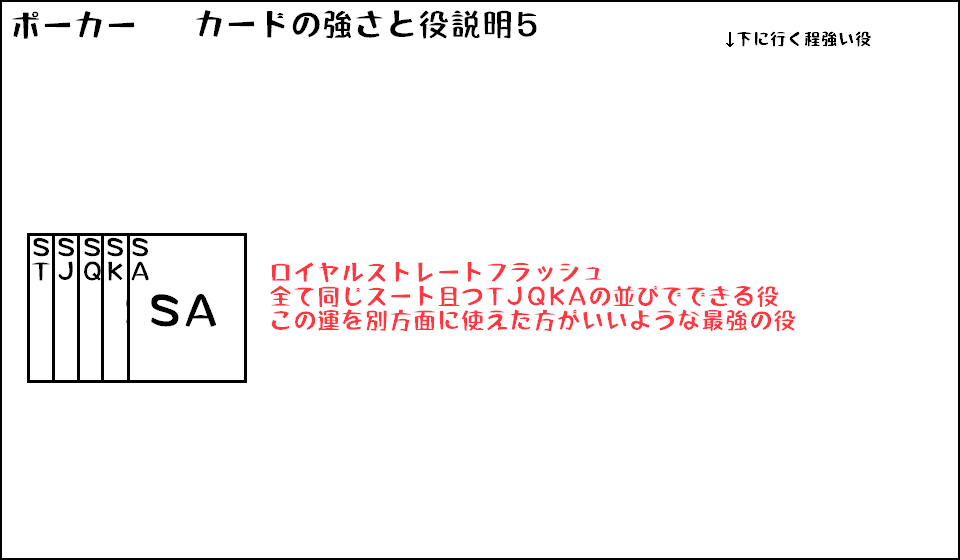 ポーカー　　カードの強さと役説明５
↓下に行く程強い役
S S S S S
T J Q K A
SA
ロイヤルストレートフラッシュ
全て同じスート且つＴＪＱＫＡの並びでできる役
この運を別方面に使えた方がいいような最強の役